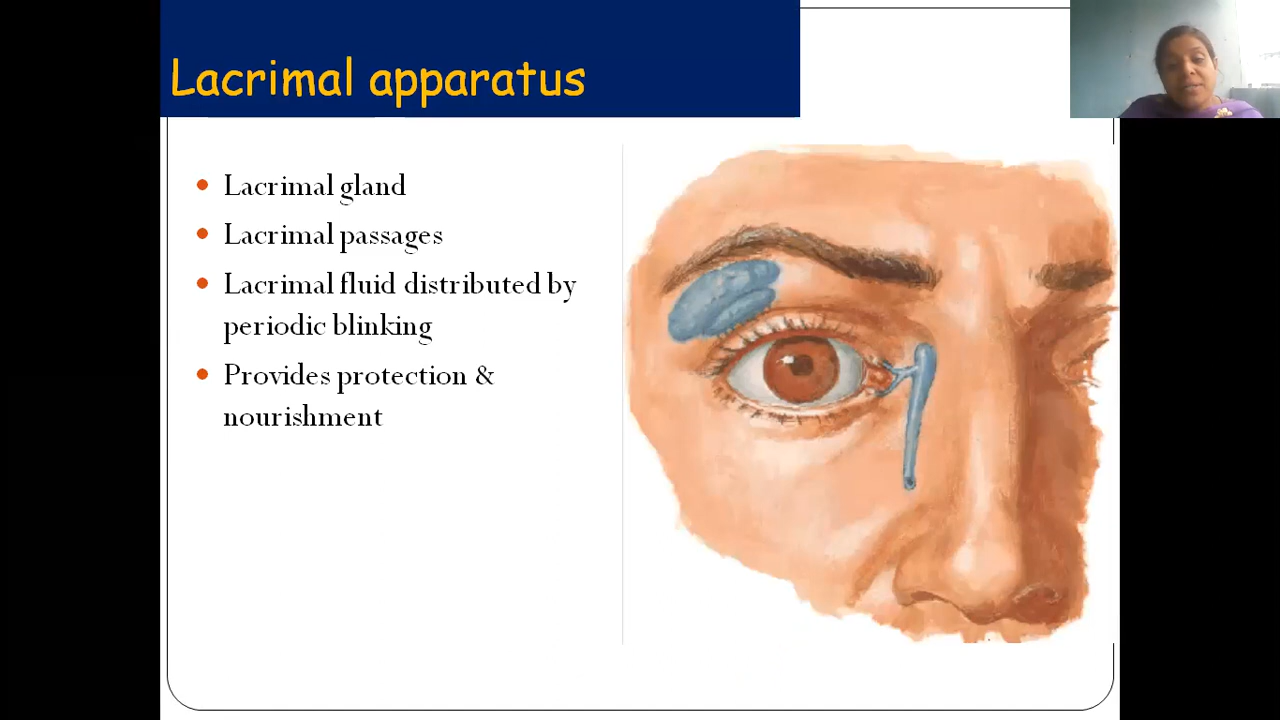 Lacrimal apparatus
Lacrimal gland
Lacrimal passages
Lacrimal fluid distributed by
periodic blinking
Provides protection &
nourishment